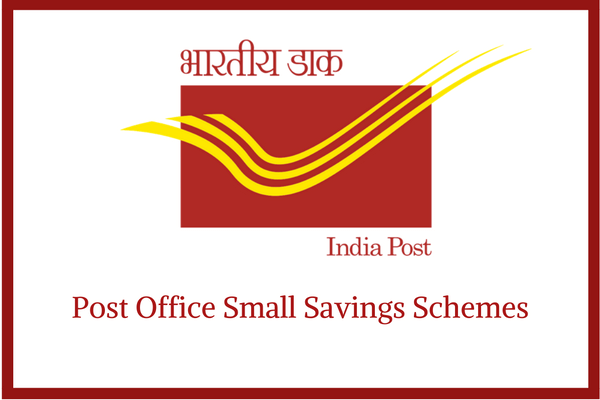 भारतीय डाक
India Post
Post Office Small Savings Schemes